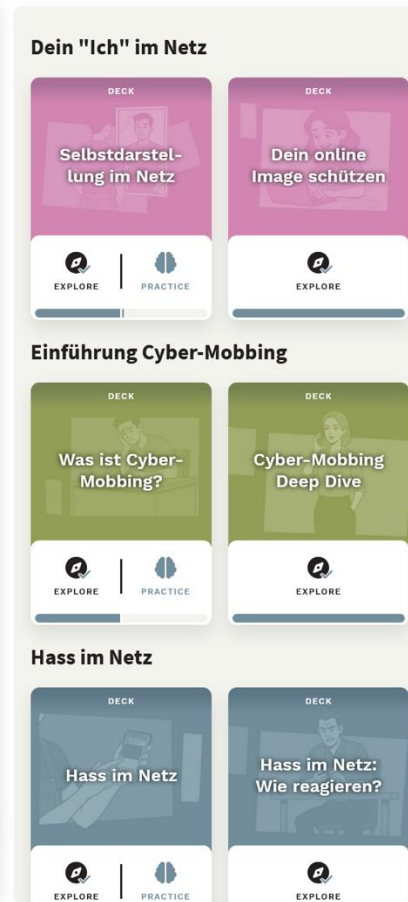 Dein "Ich" im Netz
DECK
Selbstdarstel-
lung im Netz
EXPLORE
PRACTICE
DECK
Dein online
Image schützen
EXPLORE
Einführung Cyber-Mobbing
DECK
Was ist Cyber-
Mobbing?
EXPLORE
PRACTICE
DECK
Cyber-Mobbing
Deep Dive
EXPLORE
Hass im Netz
DECK
Hass im Netz
EXPLORE
PRACTICE
DECK
Hass im Netz:
Wie reagieren?
EXPLORE